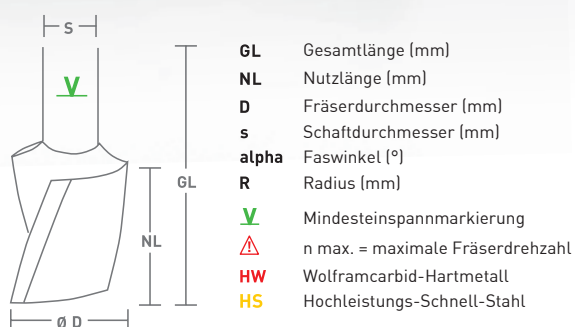 s
V
GL
NL
ø D
GL Gesamtlänge (mm)
NL Nutzlänge (mm)
D Fräserdurchmesser (mm)
s Schaftdurchmesser (mm)
alpha Faswinkel (°)
R Radius (mm)
V Mindesteinspannmarkierung
! n max. = maximale Fräserdrehzahl
HW Wolframcarbid-Hartmetall
HS Hochleistungs-Schnell-Stahl